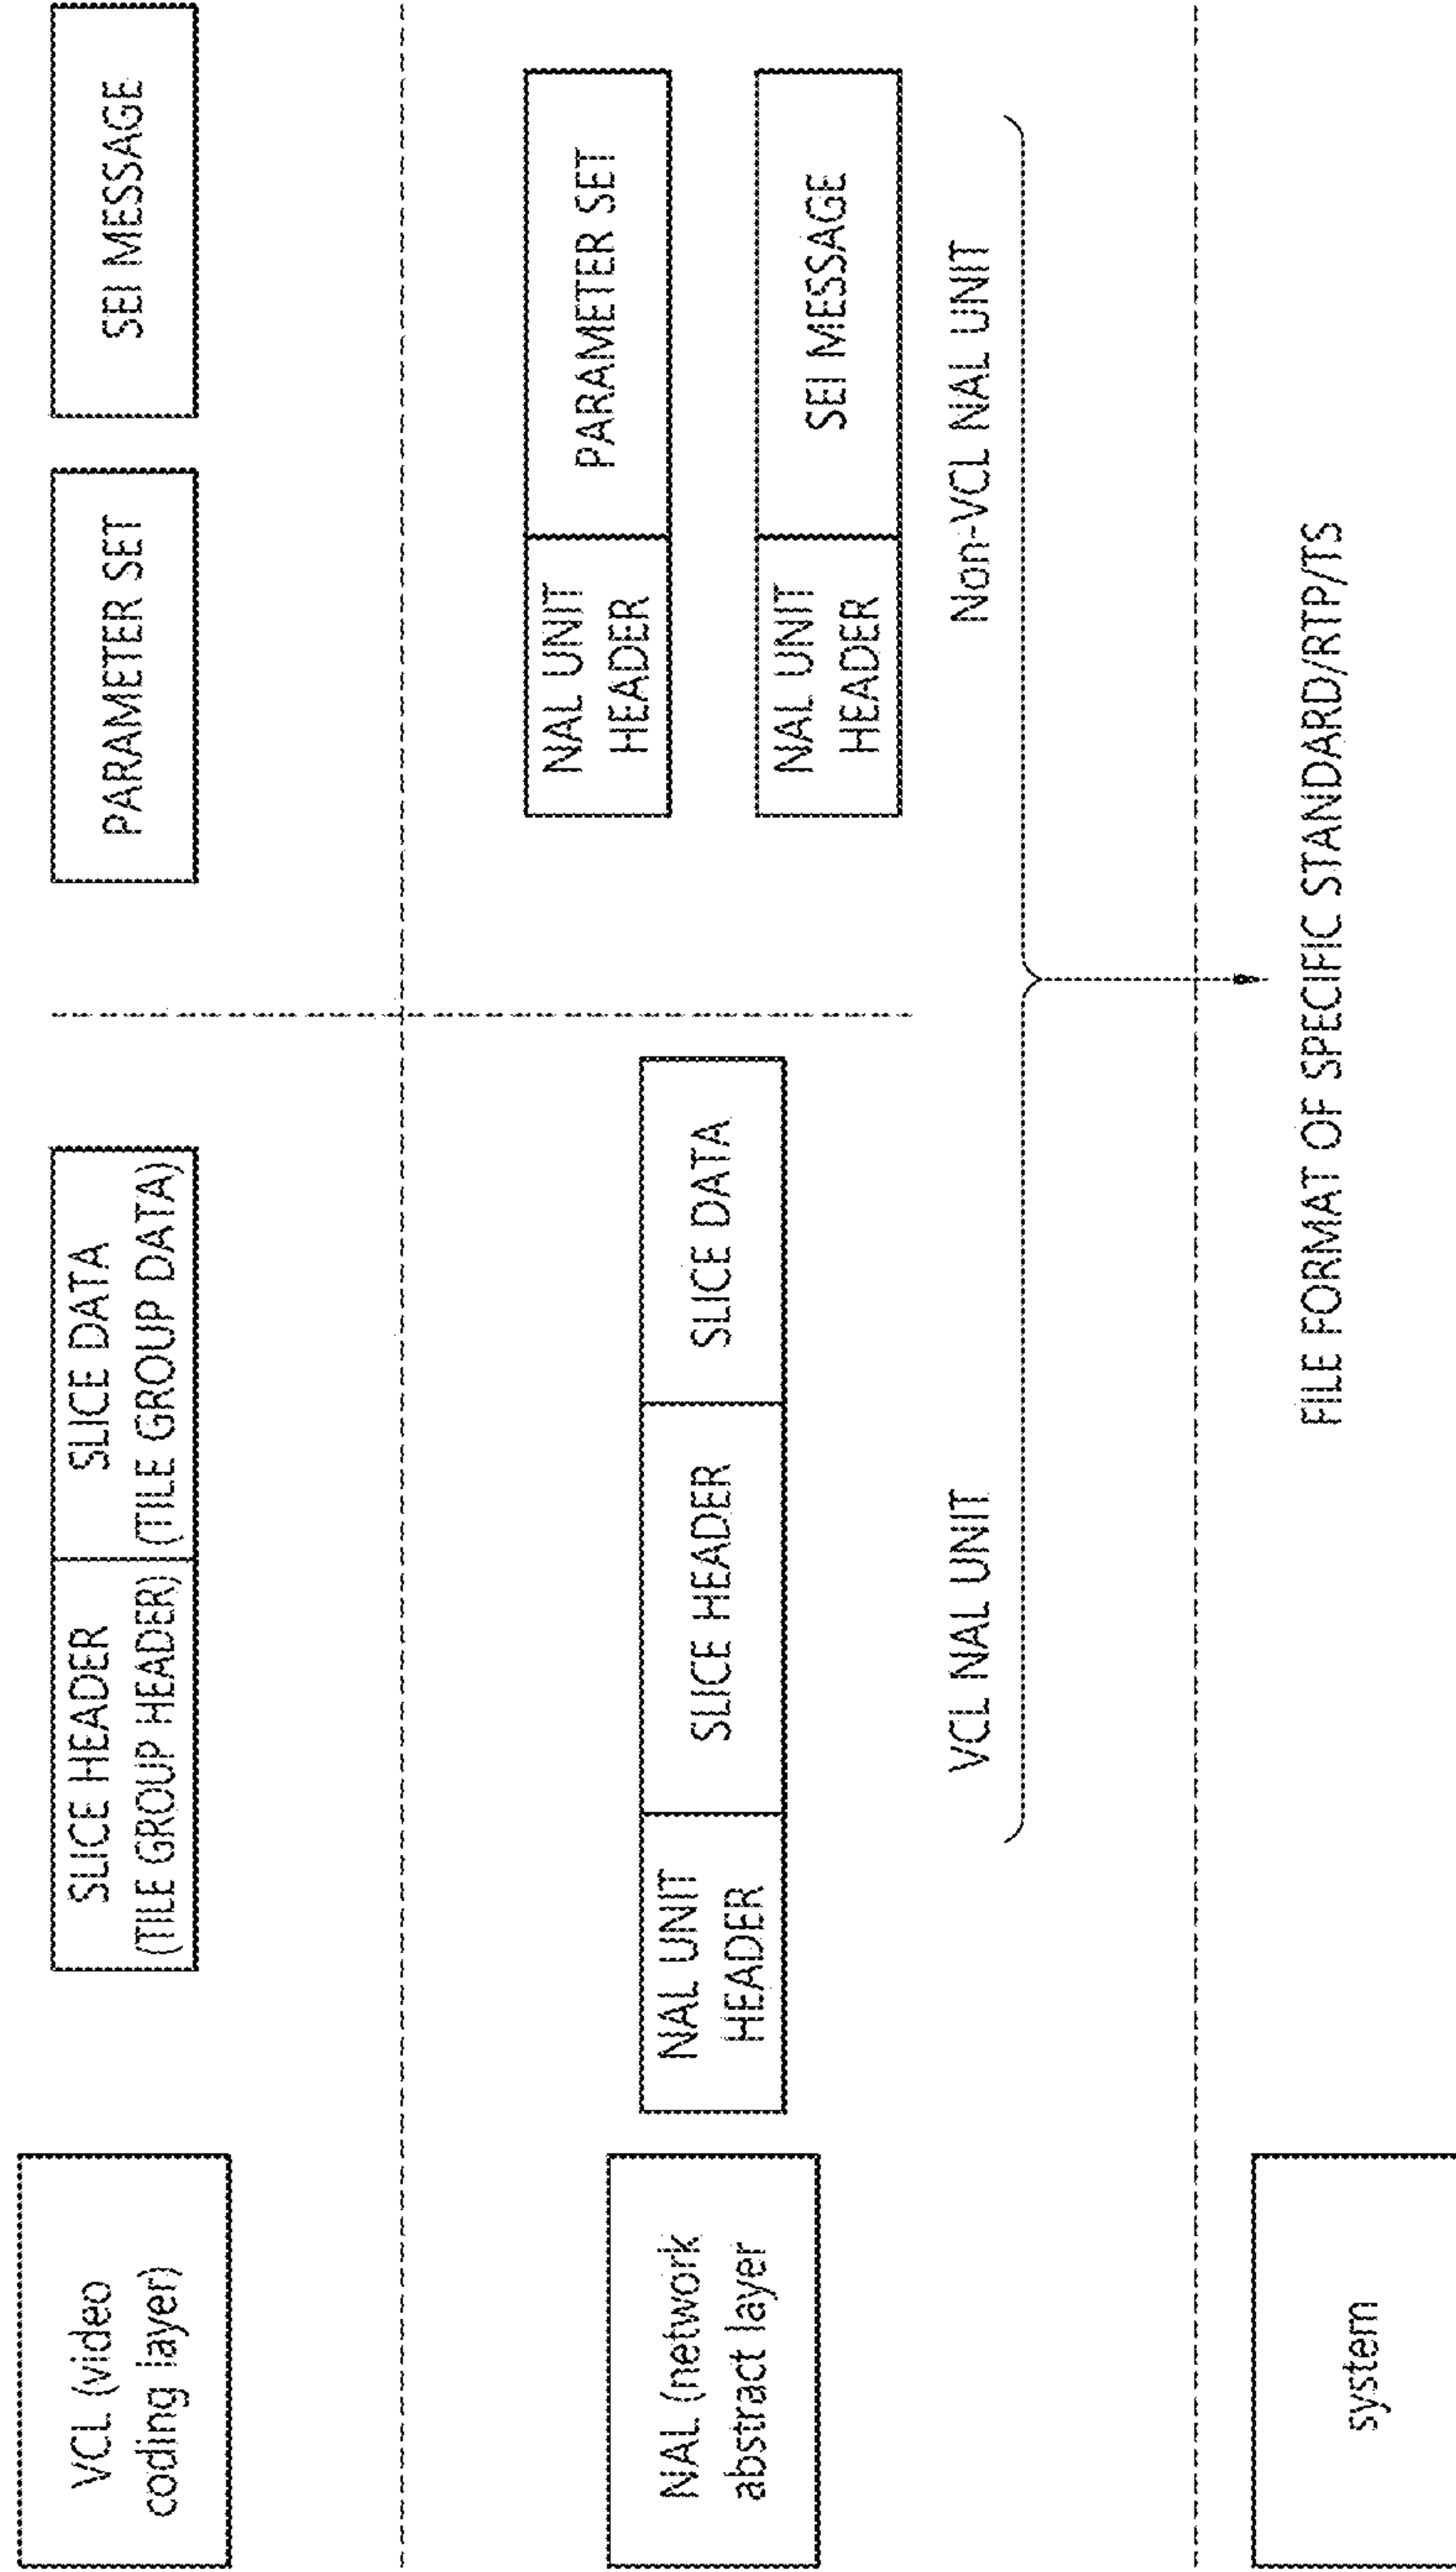 VCL (video
coding layer)
SLICE HEADER
(TILE GROUP HEADER)
SLICE DATA
(TILE GROUP DATA)
PARAMETER SET
SEI MESSAGE
NAL (network
abstract layer
NAL UNIT
HEADER
SLICE HEADER
SLICE DATA
NAL UNIT
HEADER
PARAMETER SET
NAL UNIT
HEADER
SEI MESSAGE
VCL NAL UNIT
Non-VCL NAL UNIT
system
FILE FORMAT OF SPECIFIC STANDARD/RTP/TS